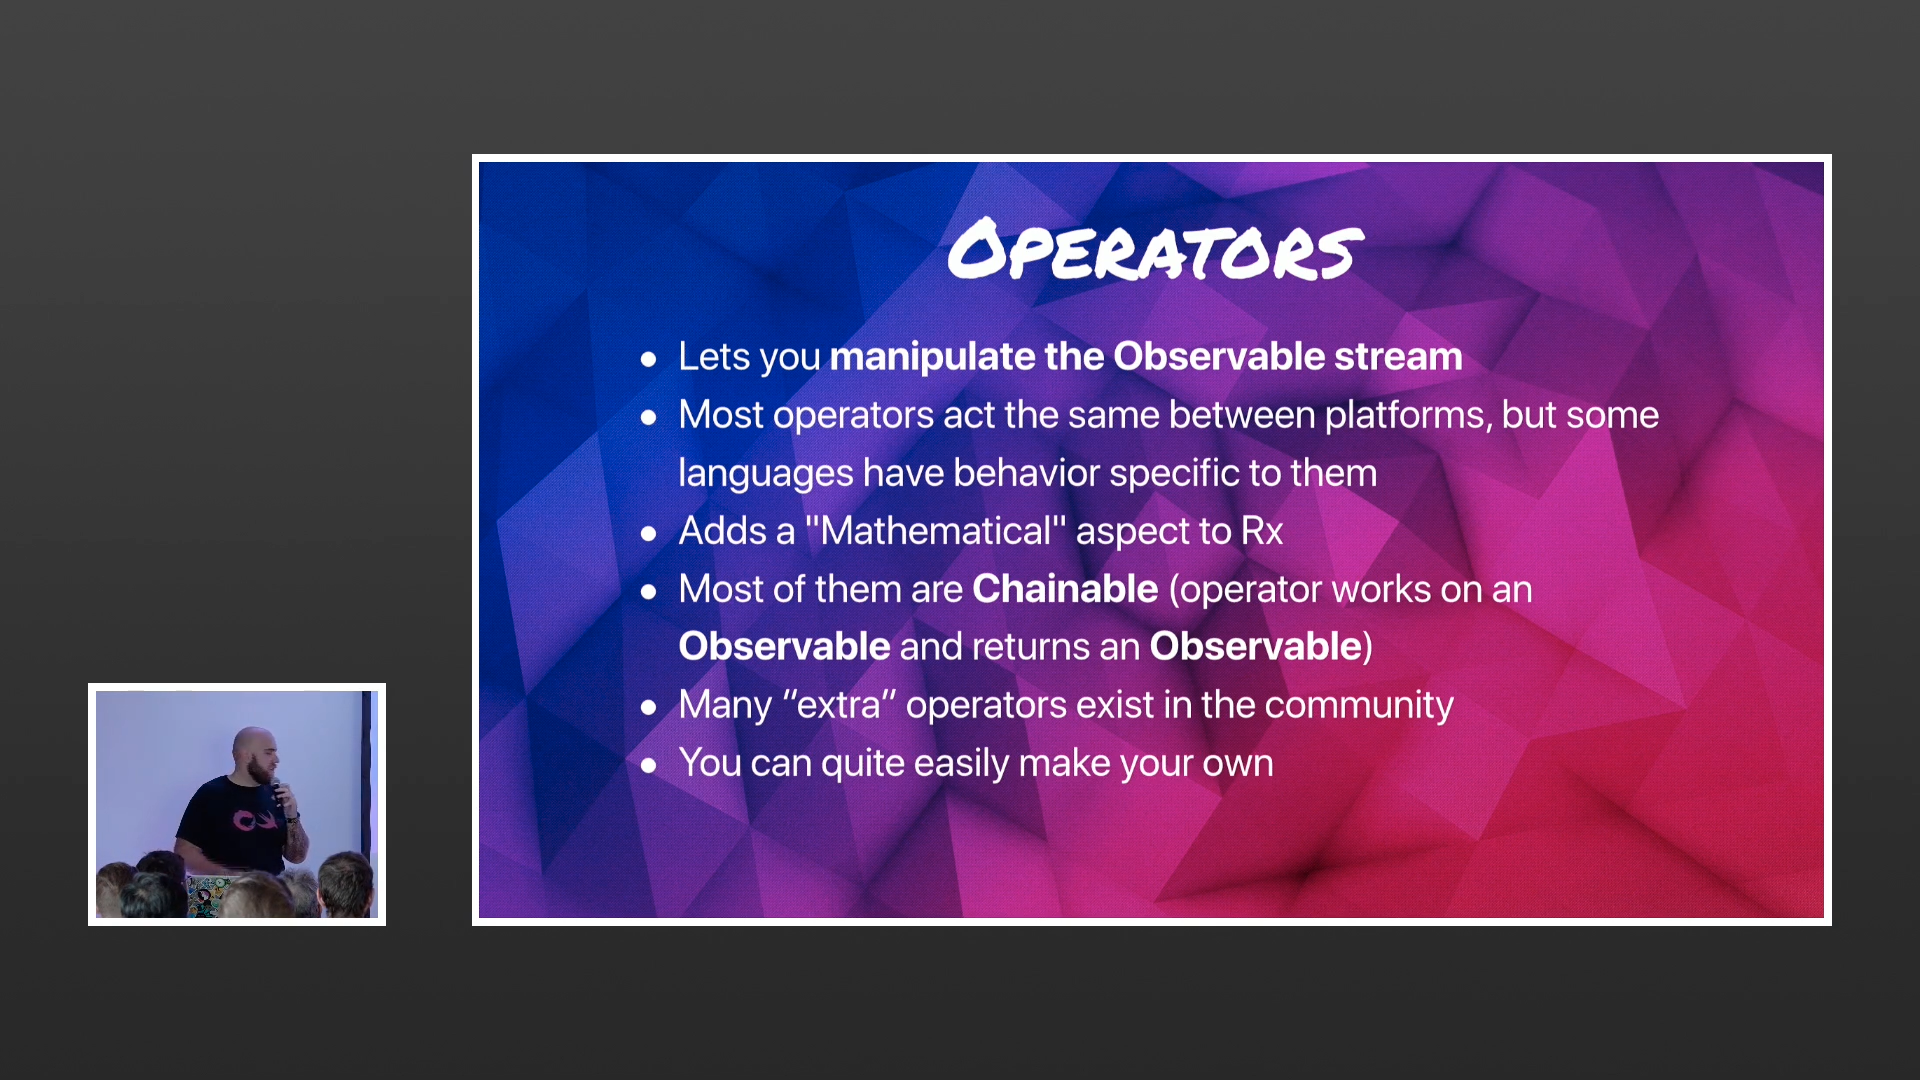 OPERATORS
● Lets you manipulate the Observable stream
● Most operators act the same between platforms, but some
languages have behavior specific to them
● Adds a "Mathematical" aspect to Rx
● Most of them are Chainable (operator works on an
Observable and returns an Observable)
● Many “extra” operators exist in the community
● You can quite easily make your own